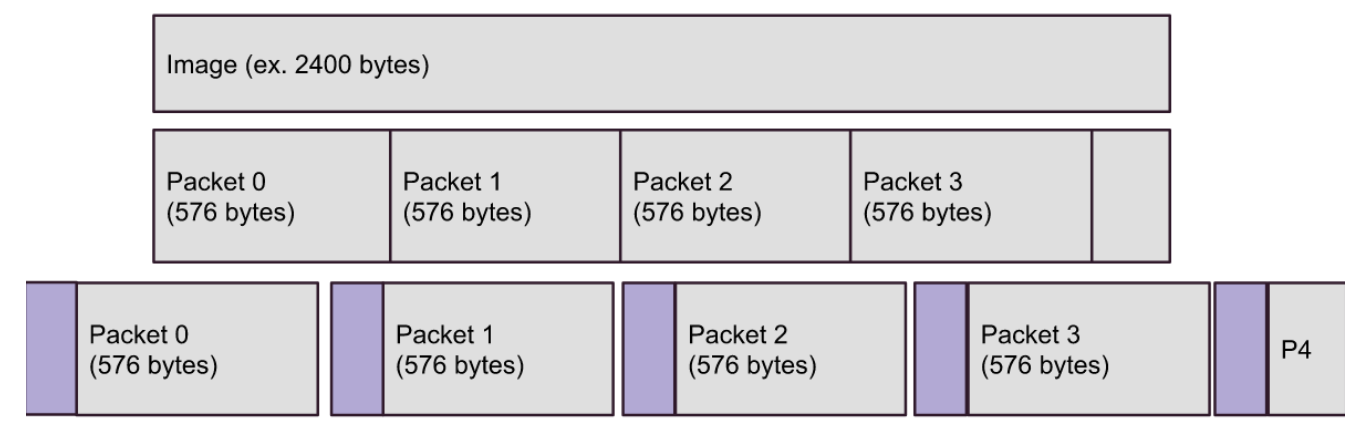 Image (ex. 2400 bytes)
Packet 0
(576 bytes)
Packet 1
(576 bytes)
Packet 2
(576 bytes)
Packet 3
(576 bytes)
Packet 0
(576 bytes)
Packet 1
(576 bytes)
Packet 2
(576 bytes)
Packet 3
(576 bytes)
P4